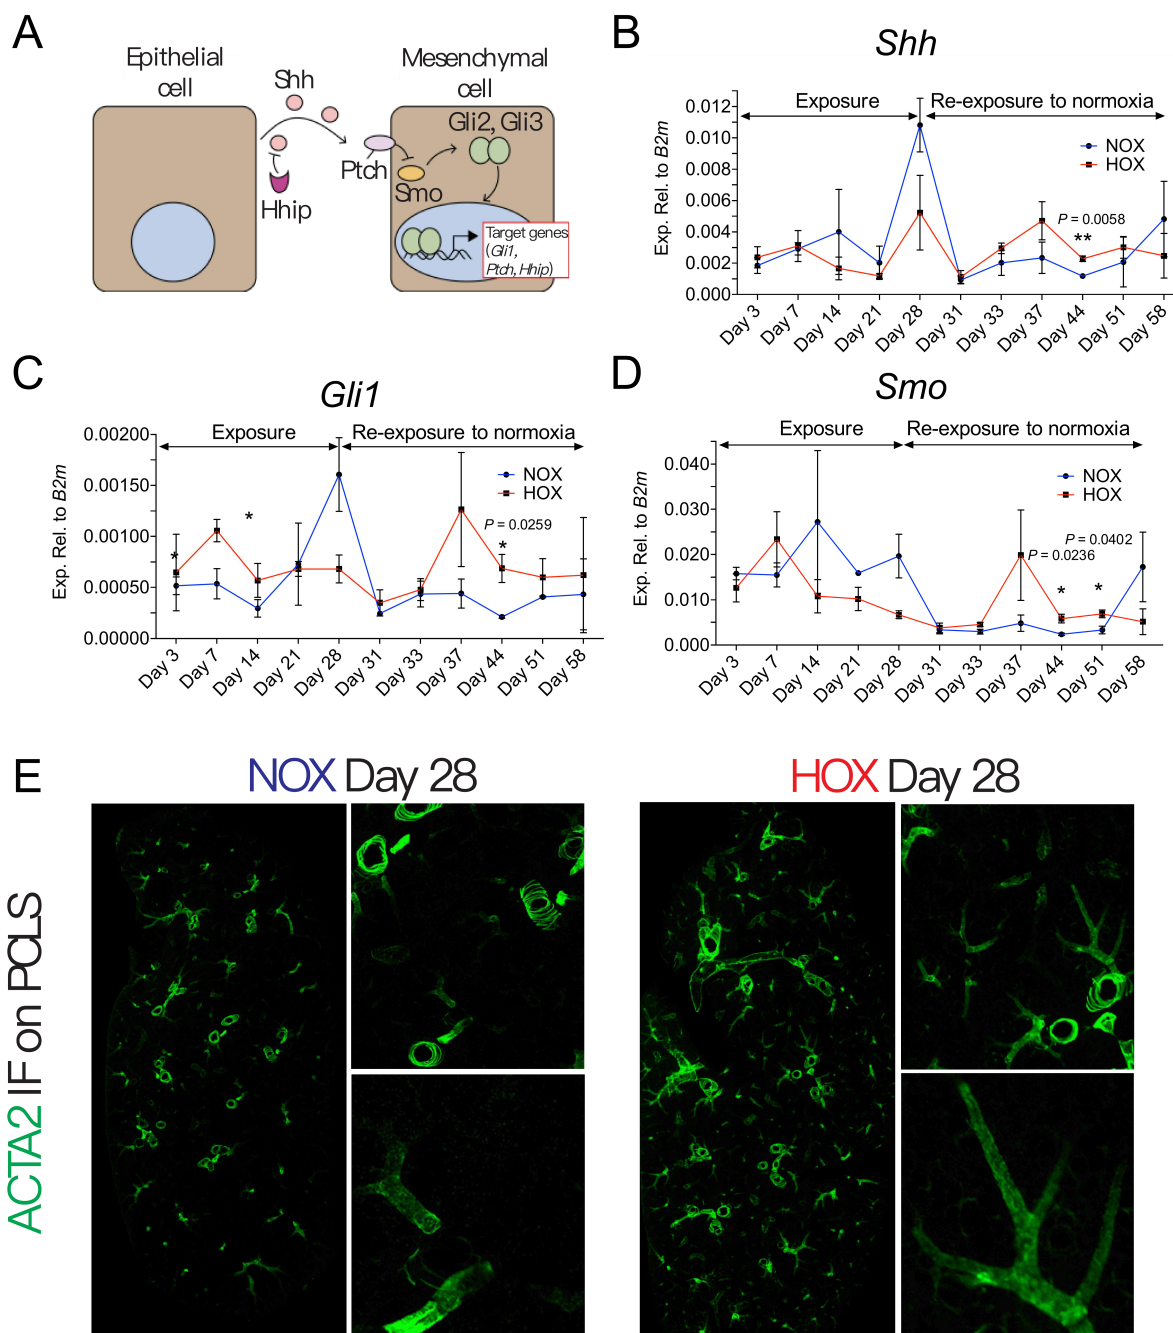 A
Epithelial
cell
Shh
Hhip
Mesenchymal
cell
Gli2, Gli3
Ptch
Smo
Target genes
(Gli1,
Ptch, Hhip)
B
Shh
Exp. Rel. to B2m
0.012
0.010
0.008
0.006
0.004
0.002
0.000
Exposure
Re-exposure to normoxia
NOX
HOX
P = 0.0058
**
Day 3
Day 7
Day 14
Day 21
Day 28
Day 31
Day 33
Day 37
Day 44
Day 51
Day 58
C
Gli1
Exp. Rel. to B2m
0.00200
0.00150
0.00100
0.00050
0.00000
Exposure
Re-exposure to normoxia
NOX
HOX
P = 0.0259
*
*
*
Day 3
Day 7
Day 14
Day 21
Day 28
Day 31
Day 33
Day 37
Day 44
Day 51
Day 58
D
Smo
Exp. Rel. to B2m
0.040
0.030
0.020
0.010
0.000
Exposure
Re-exposure to normoxia
NOX
HOX
P = 0.0402
P = 0.0236
*
*
Day 3
Day 7
Day 14
Day 21
Day 28
Day 31
Day 33
Day 37
Day 44
Day 51
Day 58
E
NOX Day 28
HOX Day 28
ACTA2 IF on PCLS